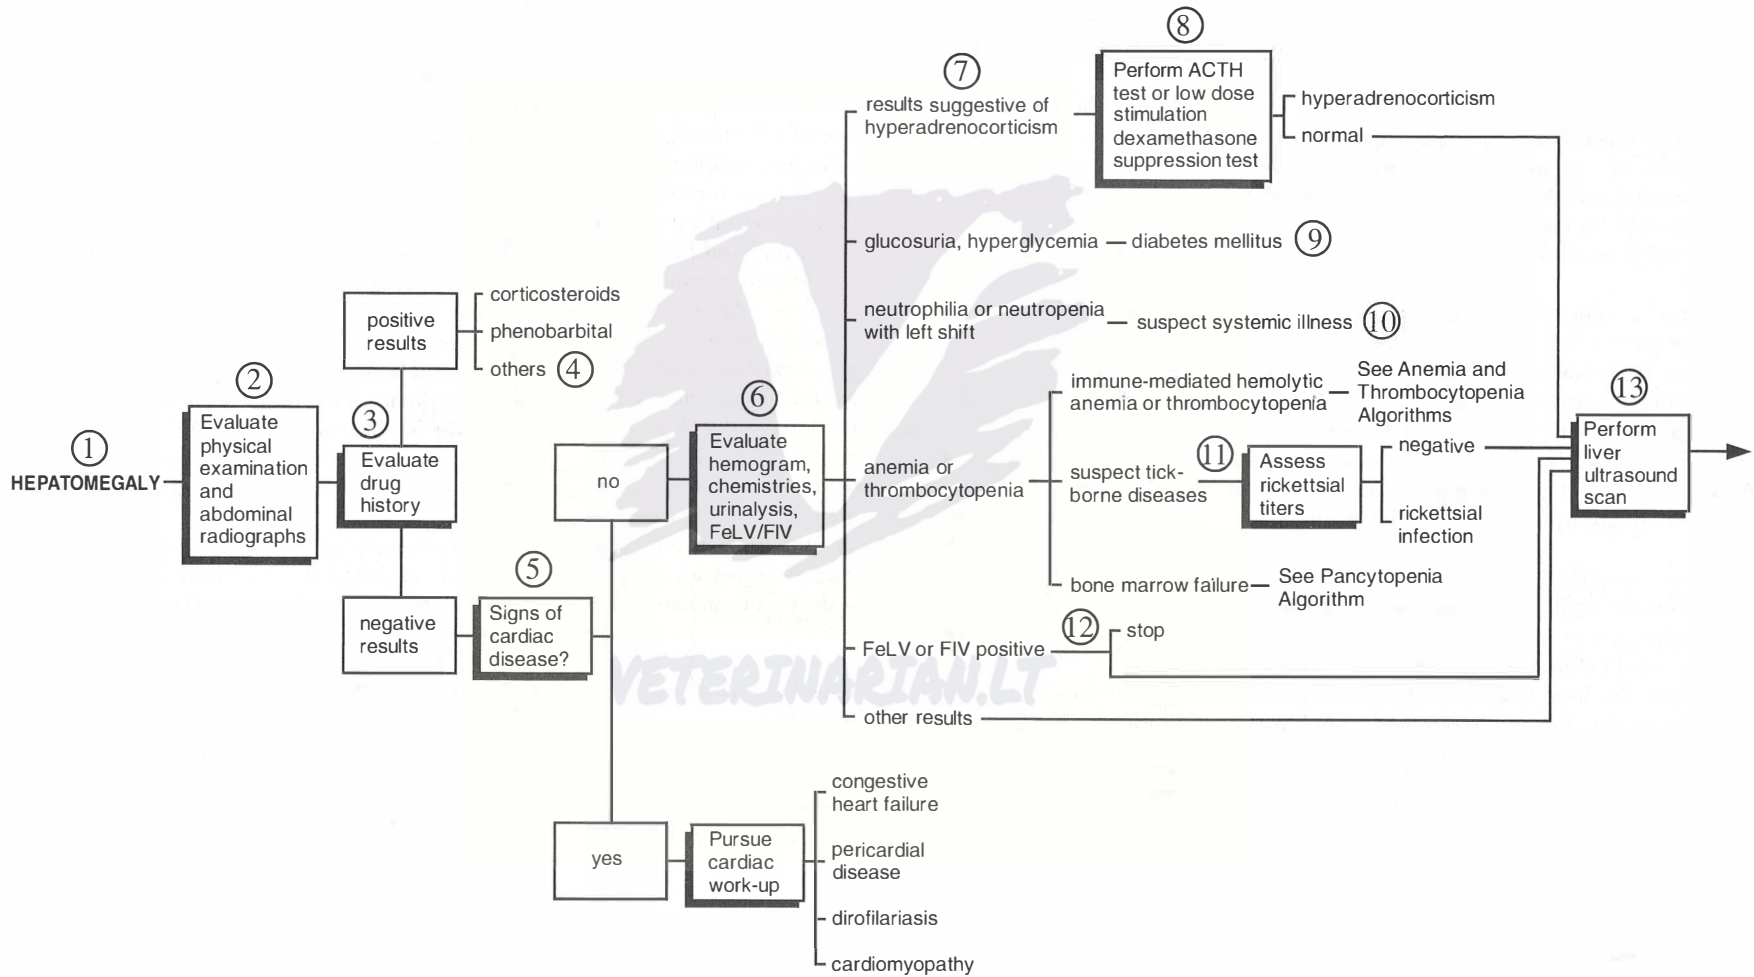 1
HEPATOMEGALY
2
Evaluate
physical
examination
and
abdominal
radiographs
3
Evaluate
drug
history
positive
results
corticosteroids
phenobarbital
others 4
negative
results
5
Signs of
cardiac
disease?
no
6
Evaluate
hemogram,
chemistries,
urinalysis,
FeLV/FIV
7
results suggestive of
hyperadrenocorticism
8
Perform ACTH
test or low dose
stimulation
dexamethasone
suppression test
hyperadrenocorticism
normal
glucosuria, hyperglycemia
diabetes mellitus 9
neutrophilia or neutropenia
with left shift
suspect systemic illness 10
anemia or
thrombocytopenia
immune-mediated hemolytic
anemia or thrombocytopenia
See Anemia and
Thrombocytopenia
Algorithms
suspect tick-
borne diseases
11
Assess
rickettsial
titers
negative
rickettsial
infection
bone marrow failure
See Pancytopenia
Algorithm
FeLV or FIV positive
12
stop
other results
13
Perform
liver
ultrasound
scan
yes
Pursue
cardiac
work-up
congestive
heart failure
pericardial
disease
dirofilariasis
cardiomyopathy
VETERINARIAN.LT